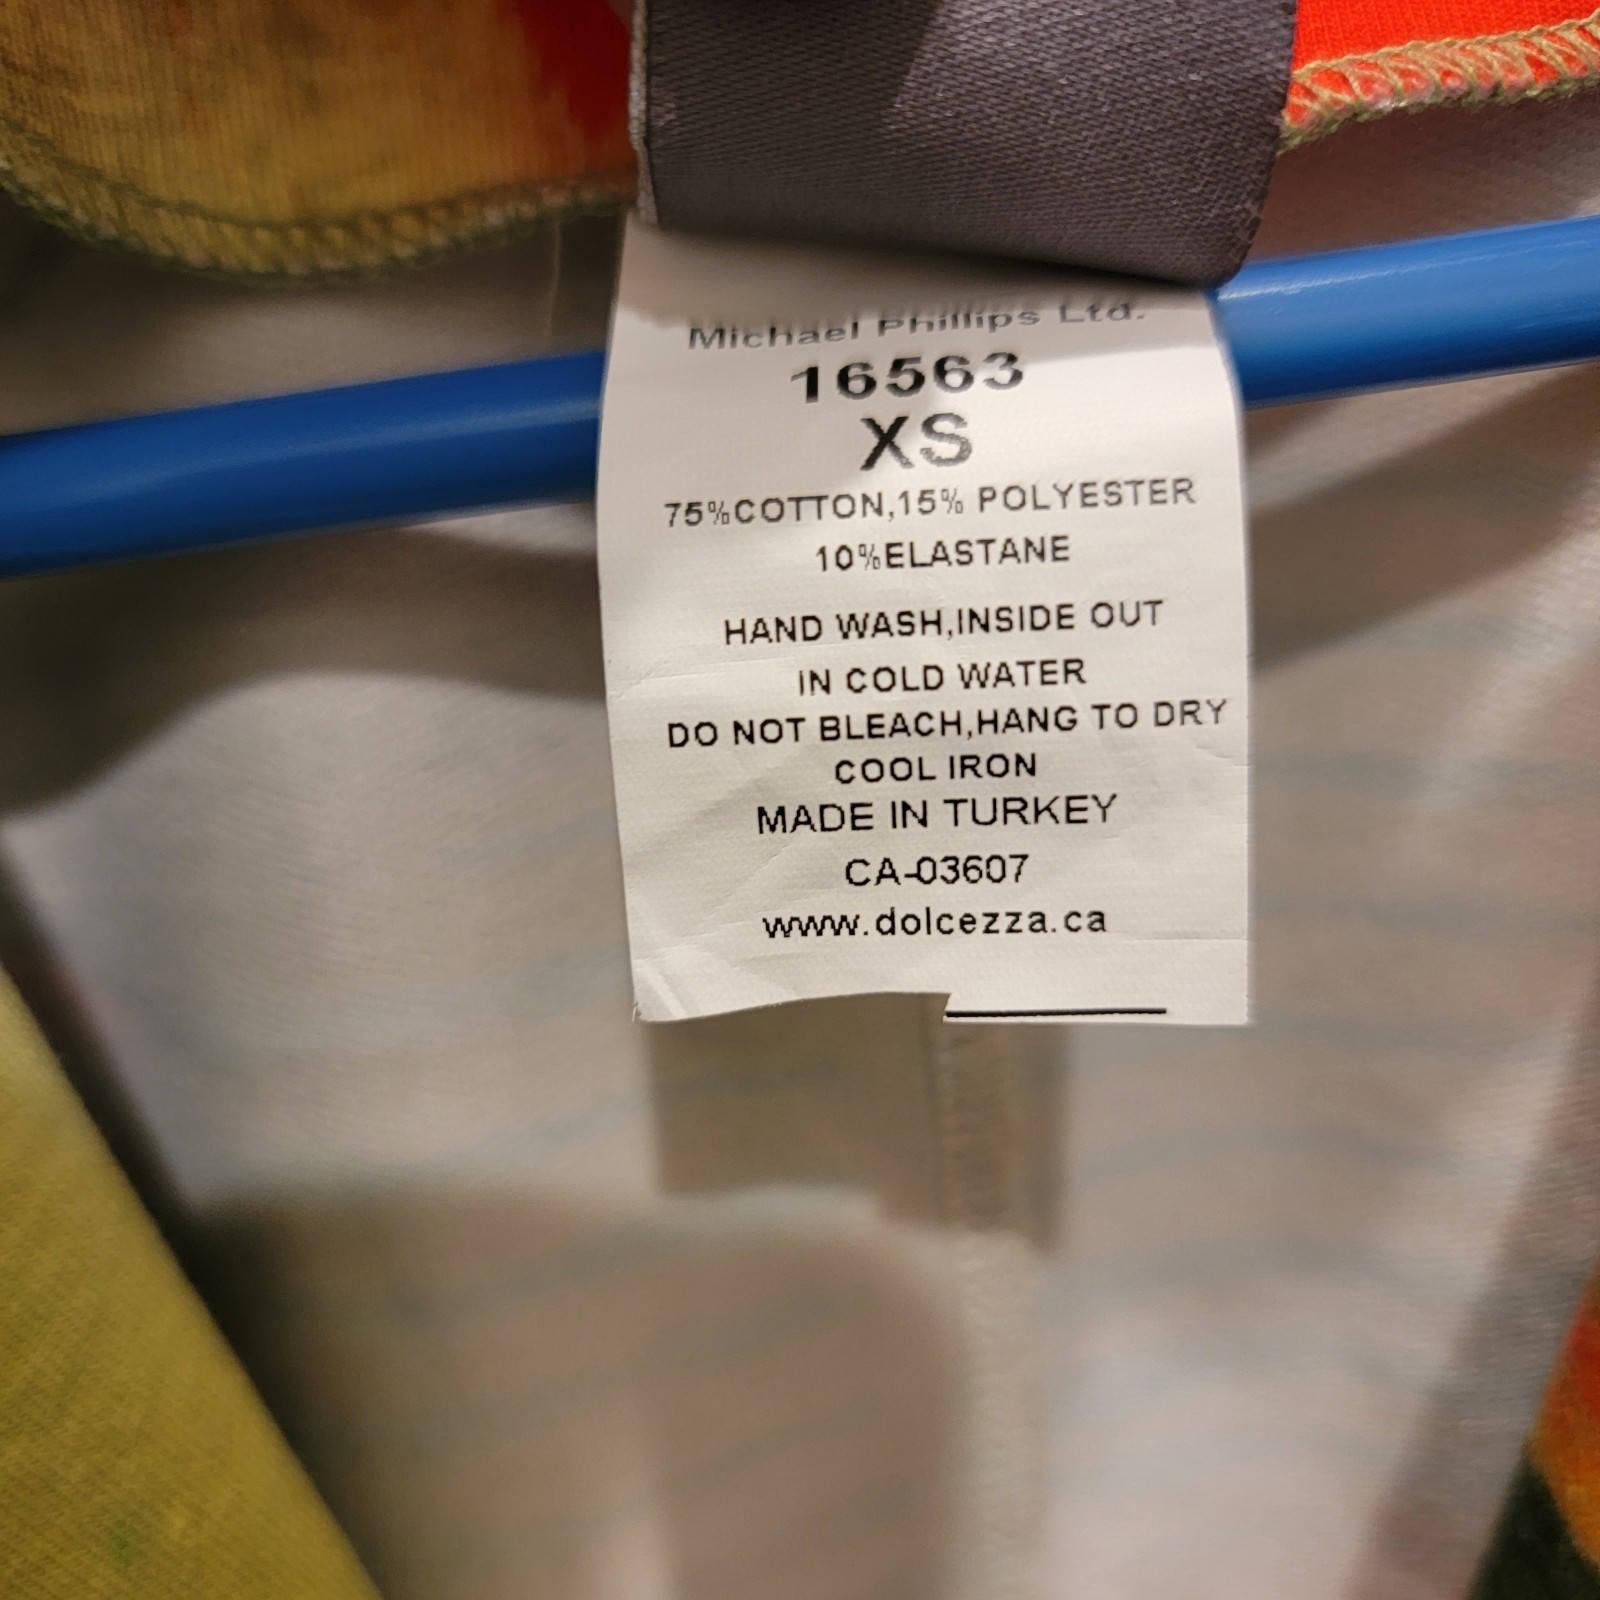 Michael Phillips Ltd.
16563
XS
75%COTTON,15% POLYESTER
10%ELASTANE
HAND WASH,INSIDE OUT
IN COLD WATER
DO NOT BLEACH,HANG TO DRY
COOL IRON
MADE IN TURKEY
CA-03607
www.dolcezza.ca